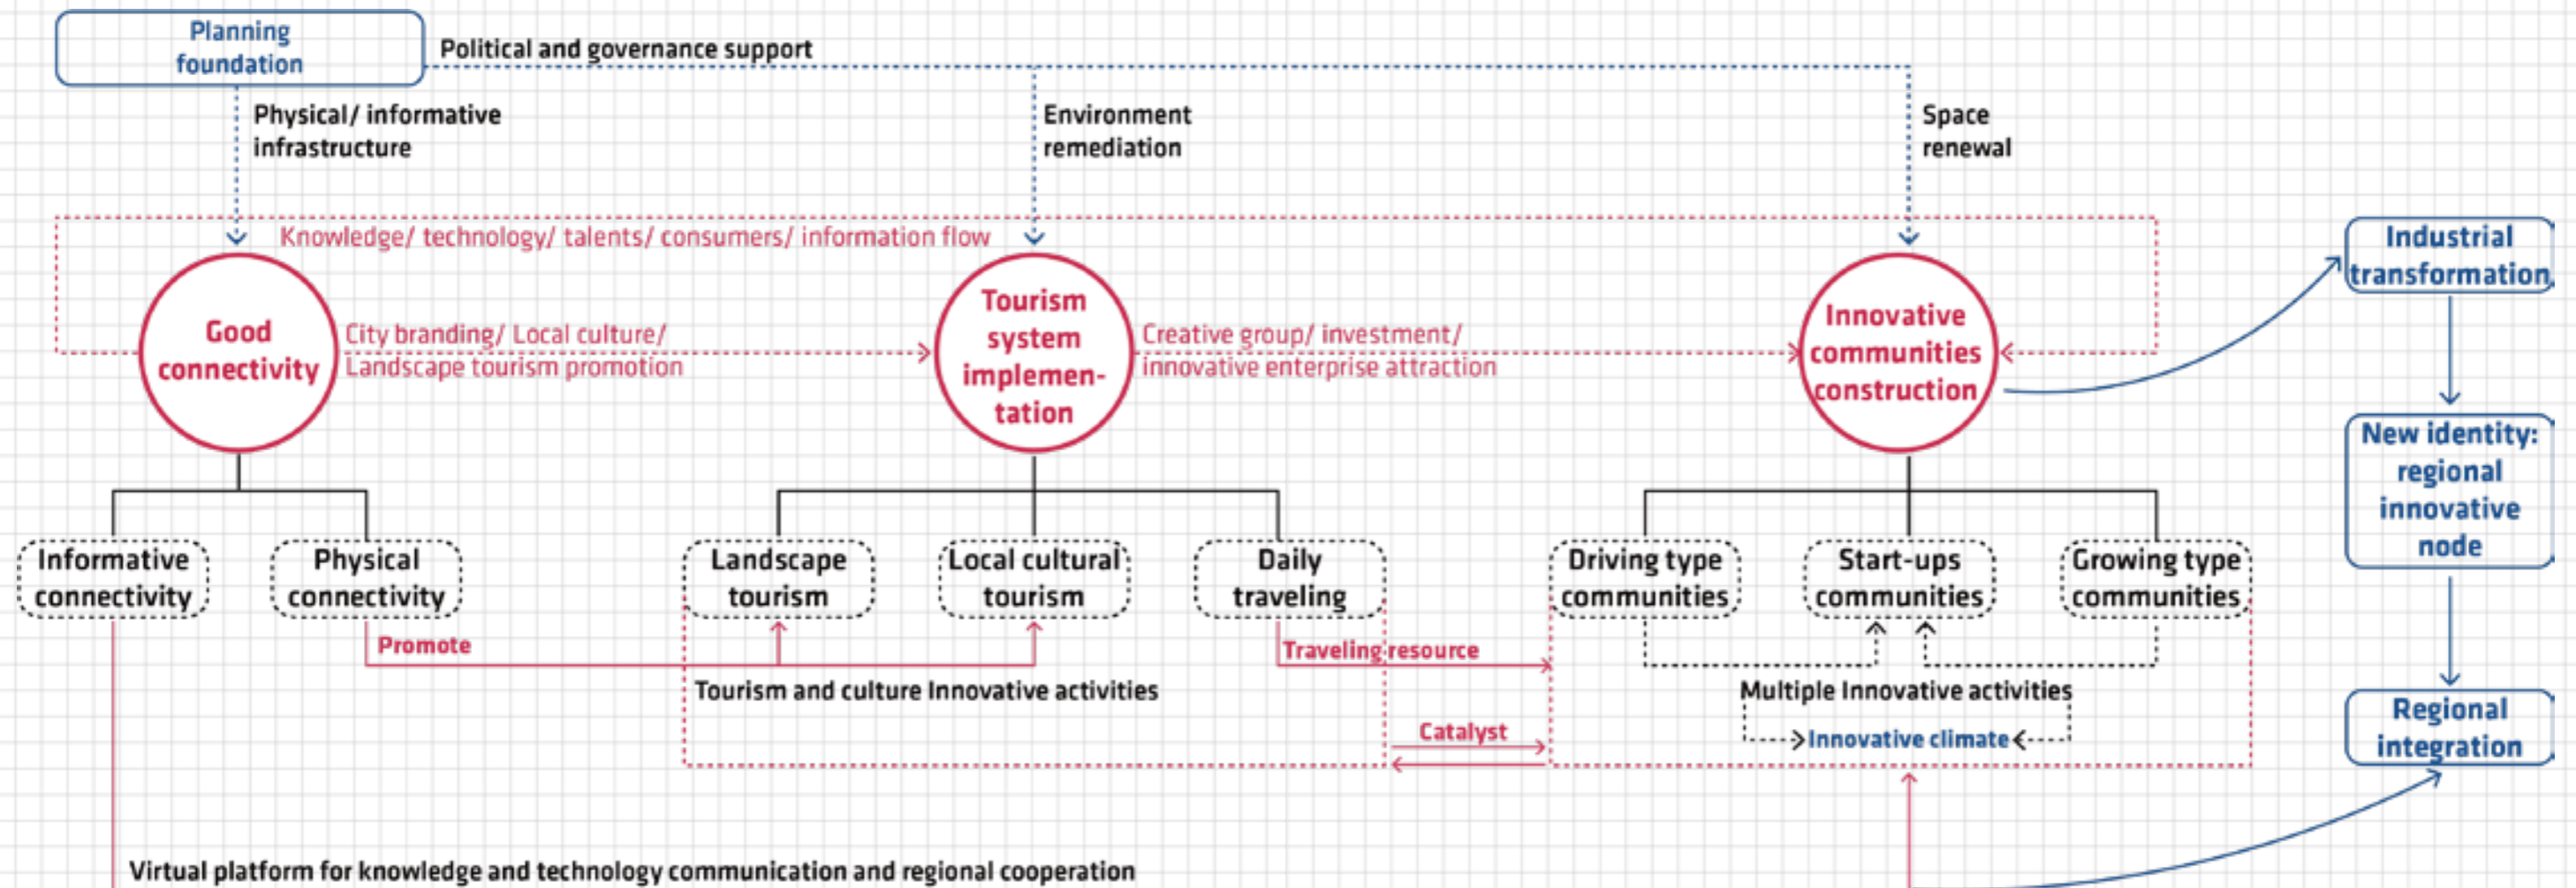 Planning
foundation
Political and governance support
Physical/ informative
infrastructure
Environment
remediation
Space
renewal
Knowledge/ technology/ talents/ consumers/ information flow
Good
connectivity
City branding/ Local culture/
Landscape tourism promotion
Tourism
system
implemen-
tation
Creative group/ investment/
innovative enterprise attraction
Innovative
communities
construction
Industrial
transformation
New identity:
regional
innovative
node
Regional
integration
Informative
connectivity
Physical
connectivity
Landscape
tourism
Local cultural
tourism
Daily
traveling
Driving type
communities
Start-ups
communities
Growing type
communities
Promote
Traveling resource
Tourism and culture Innovative activities
Multiple Innovative activities
Catalyst
Innovative climate
Virtual platform for knowledge and technology communication and regional cooperation